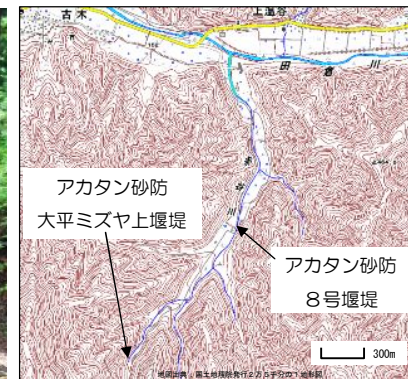 古木
上温谷
田倉川
赤谷川
アカタン砂防
大平ミズヤ上堰堤
アカタン砂防
8号堰堤
300m
地図出典:国土地理院発行2万5千分の1地形図